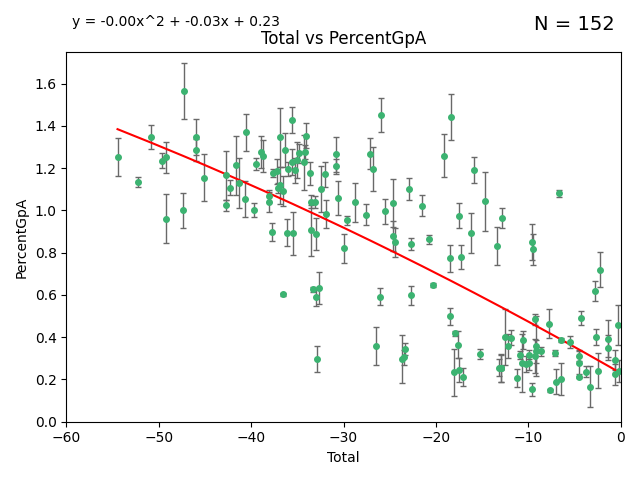 y = -0.00x^2 + -0.03x + 0.23
N = 152
Total vs PercentGpA
PercentGpA
1.6
1.4
1.2
1.0
0.8
0.6
0.4
0.2
0.0
−60 −50 −40 −30 −20 −10 0
Total